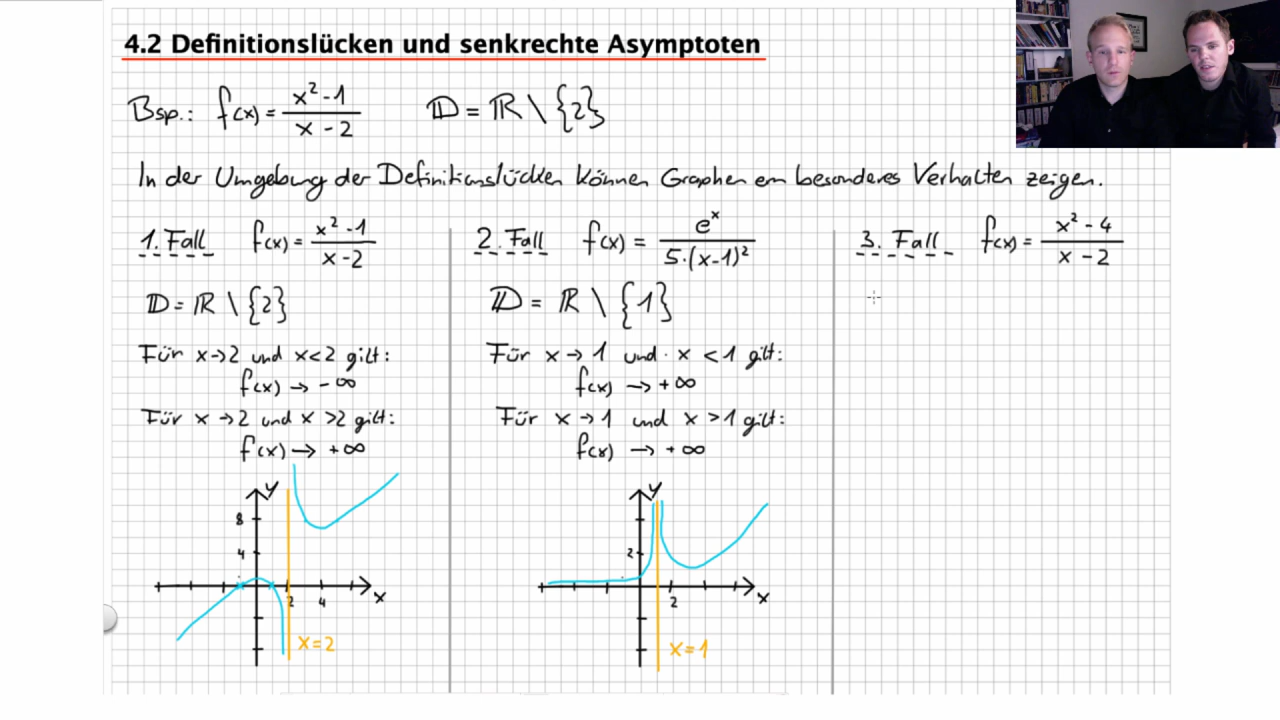 4.2 Definitionslücken und senkrechte Asymptoten
Bsp.: f(x) = (x² - 1)/(x - 2) 𝔻 = ℝ \ {2}
In der Umgebung der Definitionslücken können Graphen ein besonderes Verhalten zeigen.
1. Fall f(x) = (x² - 1)/(x - 2)
𝔻 = ℝ \ {2}
Für x → 2 und x < 2 gilt:
f(x) → - ∞
Für x → 2 und x > 2 gilt:
f(x) → + ∞
y
8
4
2 4 x
x = 2
2. Fall f(x) = e^x/(5·(x-1)²)
𝔻 = ℝ \ {1}
Für x → 1 und x < 1 gilt:
f(x) → + ∞
Für x → 1 und x > 1 gilt:
f(x) → + ∞
y
2
2 x
x = 1
3. Fall f(x) = (x² - 4)/(x - 2)